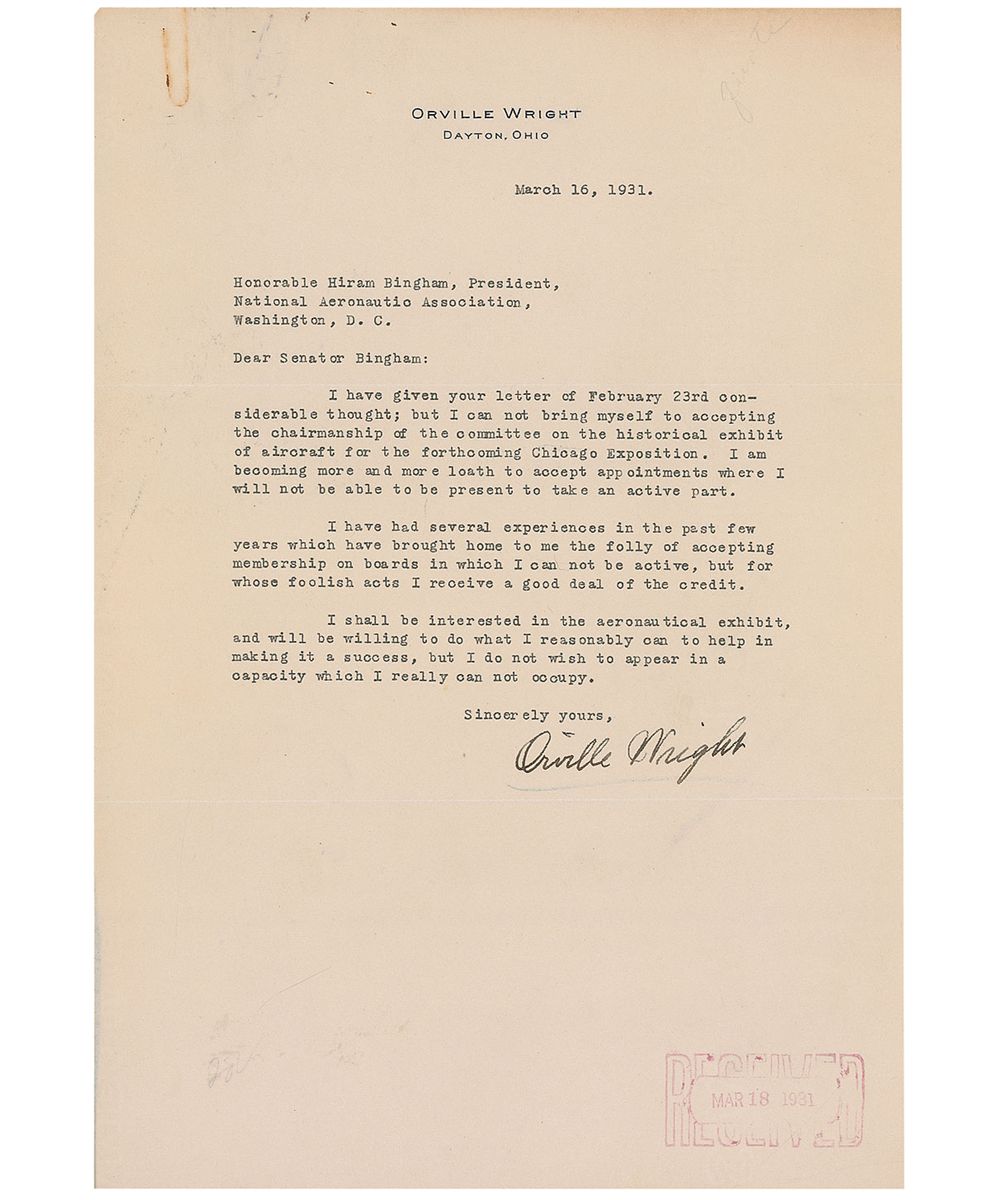 ORVILLE WRIGHT
DAYTON, OHIO
March 16, 1931.
Honorable Hiram Bingham, President,
National Aeronautic Association,
Washington, D. C.
Dear Senator Bingham:
I have given your letter of February 23rd con-
siderable thought; but I can not bring myself to accepting
the chairmanship of the committee on the historical exhibit
of aircraft for the forthcoming Chicago Exposition. I am
becoming more and more loath to accept appointments where I
will not be able to be present to take an active part.
I have had several experiences in the past few
years which have brought home to me the folly of accepting
membership on boards in which I can not be active, but for
whose foolish acts I receive a good deal of the credit.
I shall be interested in the aeronautical exhibit,
and will be willing to do what I reasonably can to help in
making it a success, but I do not wish to appear in a
capacity which I really can not occupy.
Sincerely yours,
Orville Wright
RECEIVED
MAR 18 1931
RECEIVED